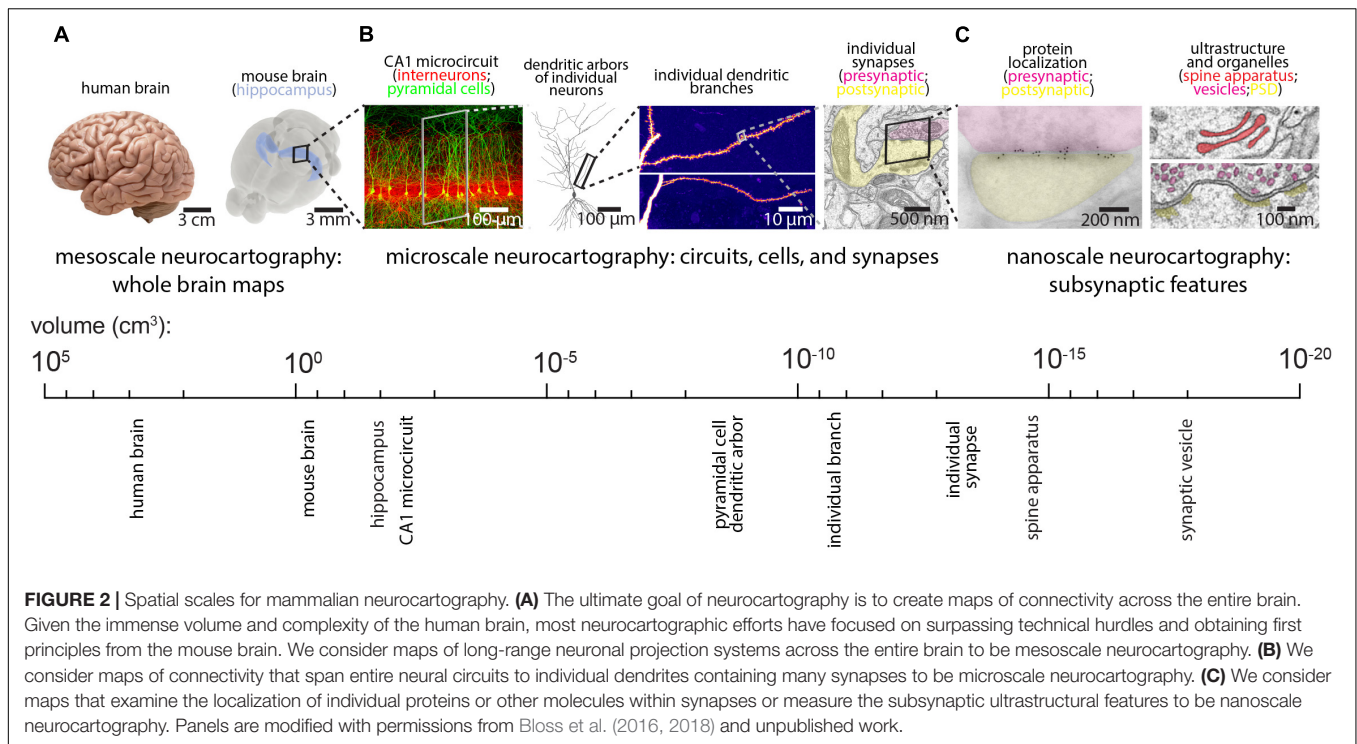 A
B
C
human brain
mouse brain
(hippocampus)
CA1 microcircuit
(interneurons;
pyramidal cells)
dendritic arbors
of individual
neurons
individual dendritic
branches
individual
synapses
(presynaptic;
postsynaptic)
protein
localization
(presynaptic;
postsynaptic)
ultrastructure
and organelles
(spine apparatus;
vesicles;PSD)
3 cm
3 mm
100 µm
100 µm
10 µm
500 nm
200 nm
100 nm
mesoscale neurocartography:
whole brain maps
microscale neurocartography: circuits, cells, and synapses
nanoscale neurocartography:
subsynaptic features
volume (cm³):
10⁵
10⁰
10⁻⁵
10⁻¹⁰
10⁻¹⁵
10⁻²⁰
human brain
mouse brain
hippocampus
CA1 microcircuit
pyramidal cell
dendritic arbor
individual branch
individual
synapse
spine apparatus
synaptic vesicle
FIGURE 2 | Spatial scales for mammalian neurocartography. (A) The ultimate goal of neurocartography is to create maps of connectivity across the entire brain.
Given the immense volume and complexity of the human brain, most neurocartographic efforts have focused on surpassing technical hurdles and obtaining first
principles from the mouse brain. We consider maps of long-range neuronal projection systems across the entire brain to be mesoscale neurocartography. (B) We
consider maps of connectivity that span entire neural circuits to individual dendrites containing many synapses to be microscale neurocartography. (C) We consider
maps that examine the localization of individual proteins or other molecules within synapses or measure the subsynaptic ultrastructural features to be nanoscale
neurocartography. Panels are modified with permissions from Bloss et al. (2016, 2018) and unpublished work.